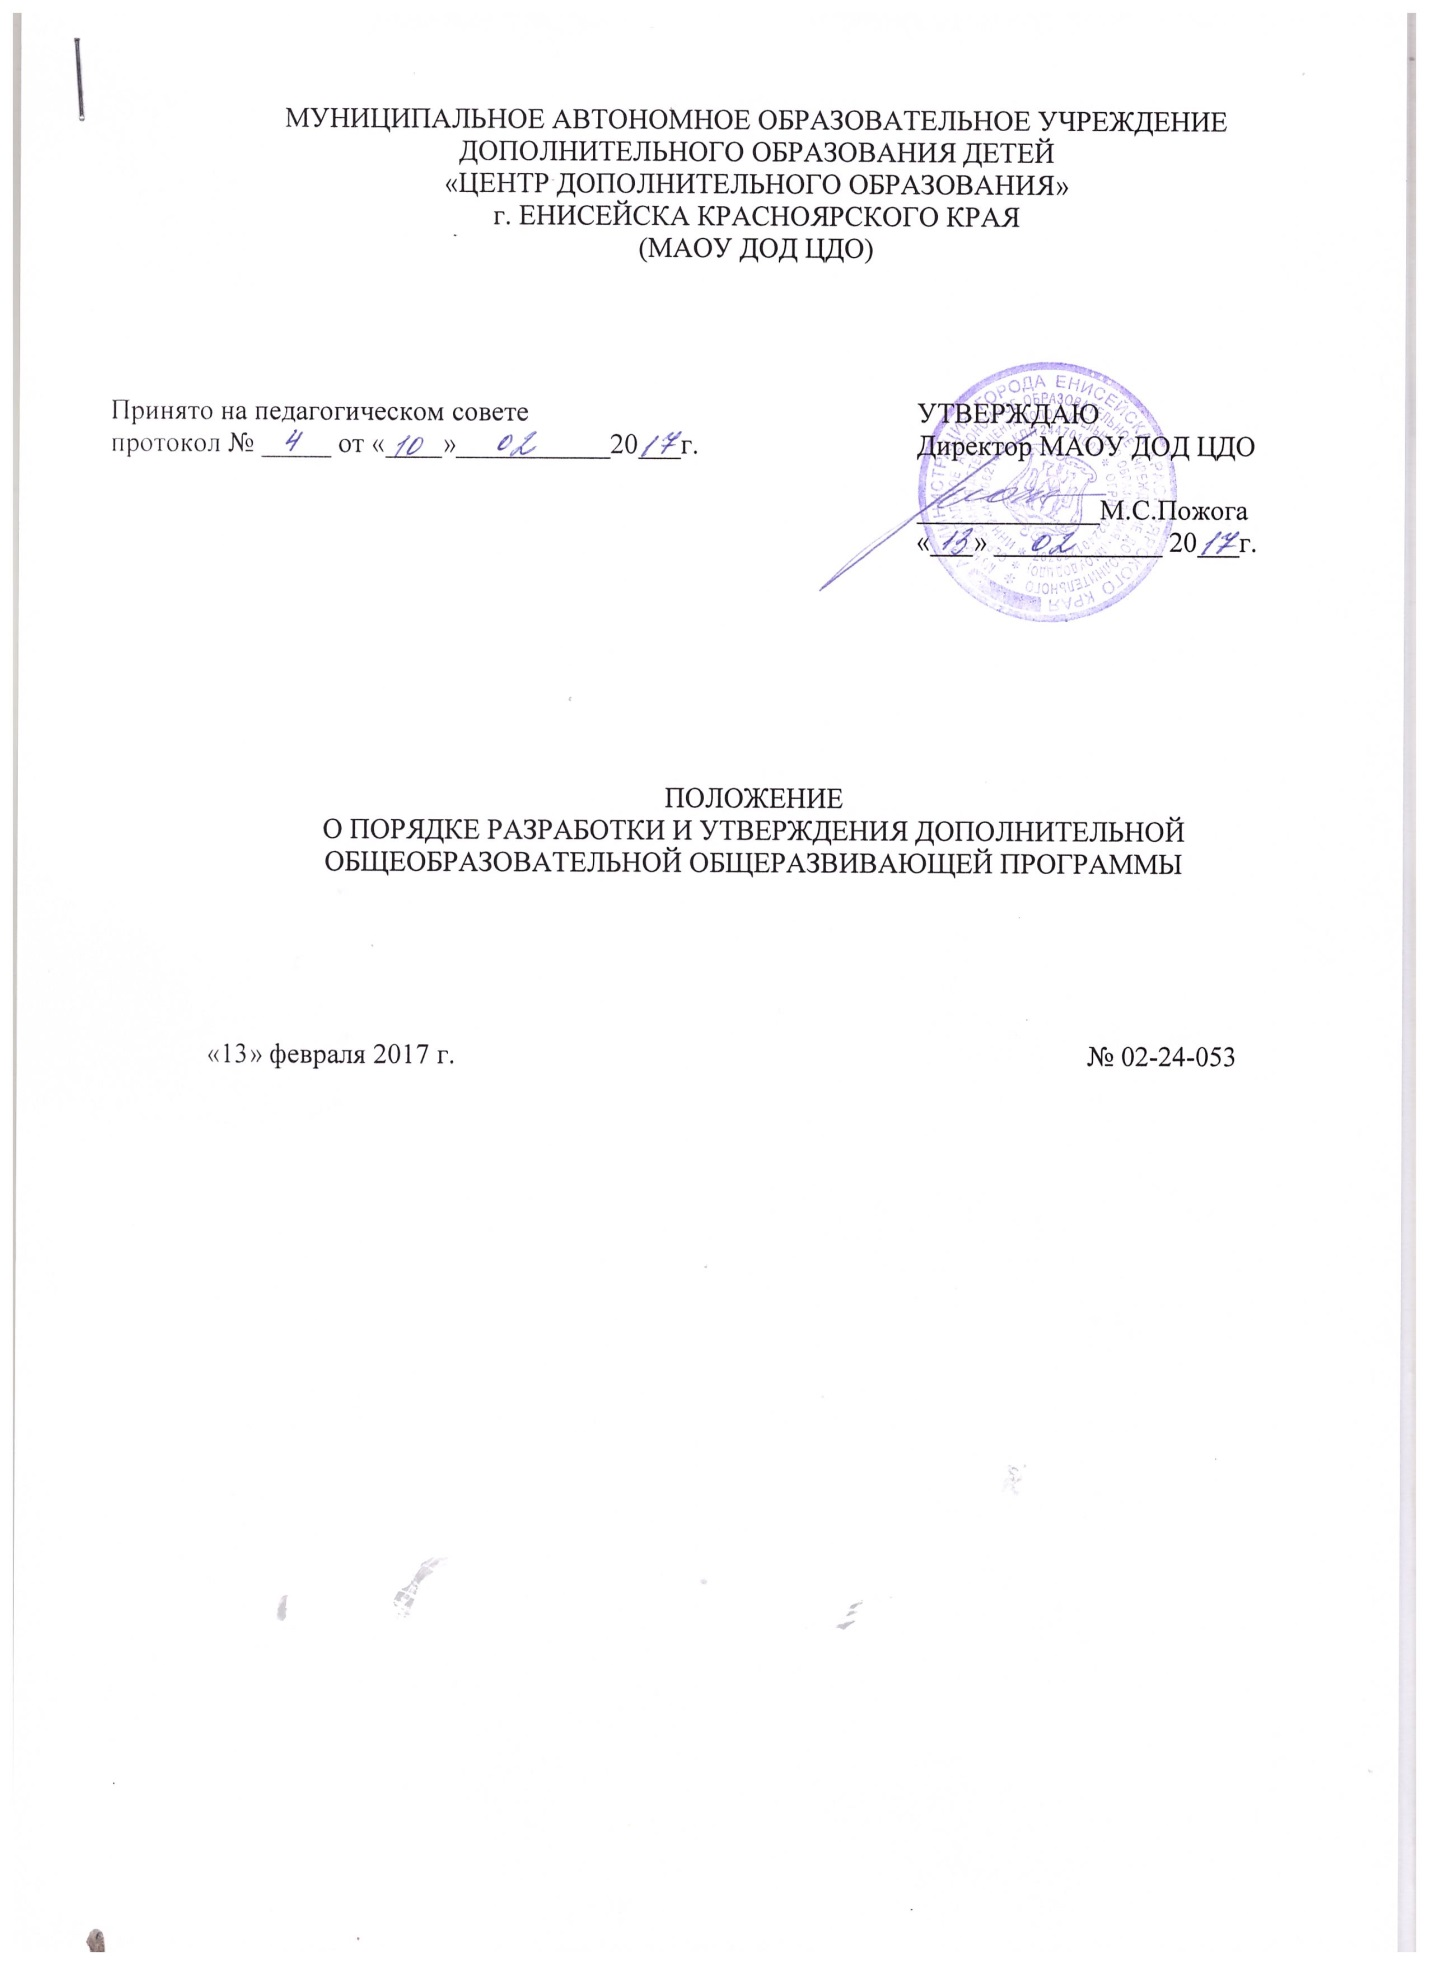 МУНИЦИПАЛЬНОЕ АВТОНОМНОЕ ОБРАЗОВАТЕЛЬНОЕ УЧРЕЖДЕНИЕ
ДОПОЛНИТЕЛЬНОГО ОБРАЗОВАНИЯ ДЕТЕЙ
«ЦЕНТР ДОПОЛНИТЕЛЬНОГО ОБРАЗОВАНИЯ»
г. ЕНИСЕЙСКА КРАСНОЯРСКОГО КРАЯ
(МАОУ ДОД ЦДО)
Принято на педагогическом совете
протокол № 4 от «10» 02 2017г.
УТВЕРЖДАЮ
Директор МАОУ ДОД ЦДО
М.С.Пожога
«13» 02 2017г.
ПОЛОЖЕНИЕ
О ПОРЯДКЕ РАЗРАБОТКИ И УТВЕРЖДЕНИЯ ДОПОЛНИТЕЛЬНОЙ
ОБЩЕОБРАЗОВАТЕЛЬНОЙ ОБЩЕРАЗВИВАЮЩЕЙ ПРОГРАММЫ
«13» февраля 2017 г.
№ 02-24-053